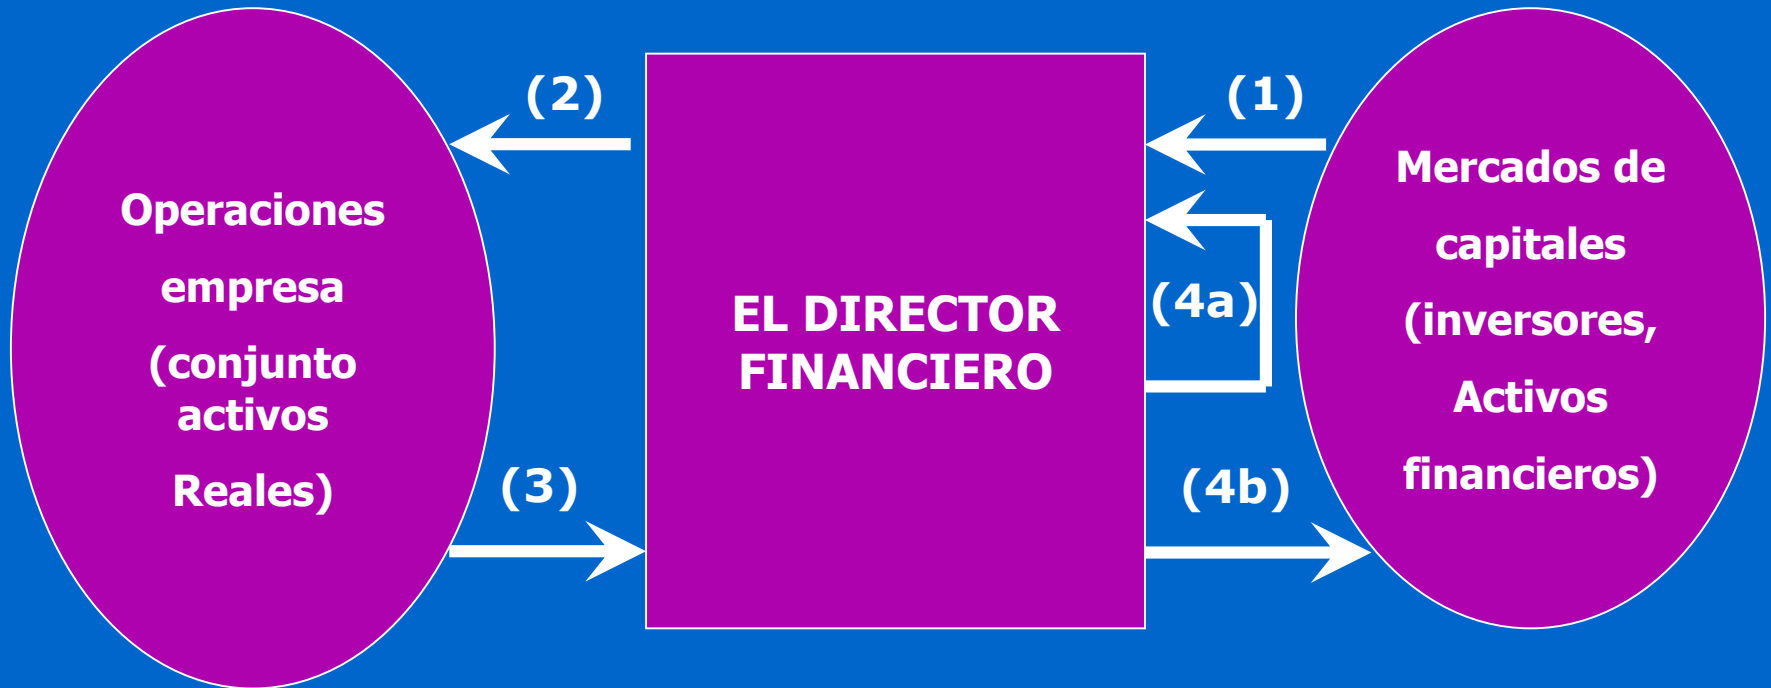 Operaciones
empresa
(conjunto
activos
Reales)
(2)
(3)
EL DIRECTOR
FINANCIERO
(1)
(4a)
(4b)
Mercados de
capitales
(inversores,
Activos
financieros)